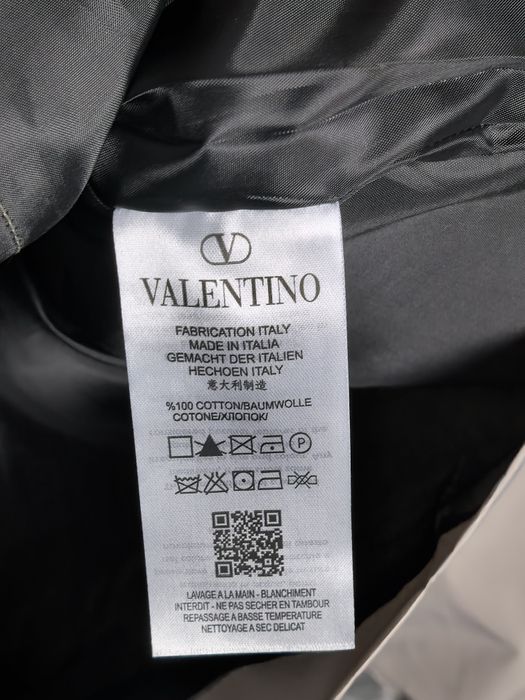 V
VALENTINO
FABRICATION ITALY
MADE IN ITALIA
GEMACHT DER ITALIEN
HECHOEN ITALY
意大利制造
%100 COTTON/BAUMWOLLE
COTONE/ХЛОПОК/
P
LAVAGE A LA MAIN - BLANCHIMENT
INTERDIT - NE PAS SECHER EN TAMBOUR
REPASSAGE A BASSE TEMPERATURE
NETTOYAGE A SEC DELICAT